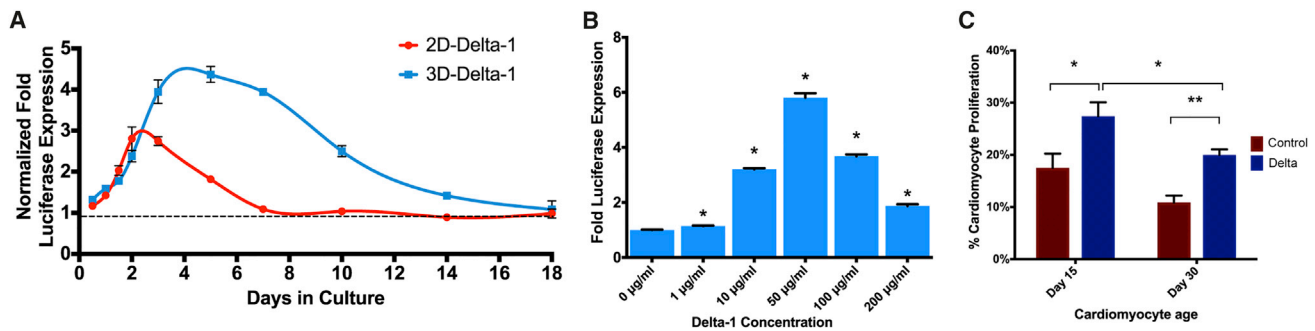 A
Normalized Fold
Luciferase Expression
5
4
3
2
1
0
0 2 4 6 8 10 12 14 16 18
Days in Culture
2D-Delta-1
3D-Delta-1
B
Fold Luciferase Expression
8
6
4
2
0
* * * * *
0 µg/ml 1 µg/ml 10 µg/ml 50 µg/ml 100 µg/ml 200 µg/ml
Delta-1 Concentration
C
% Cardiomyocyte Proliferation
40%
30%
20%
10%
0%
* *
**
Day 15 Day 30
Cardiomyocyte age
Control
Delta